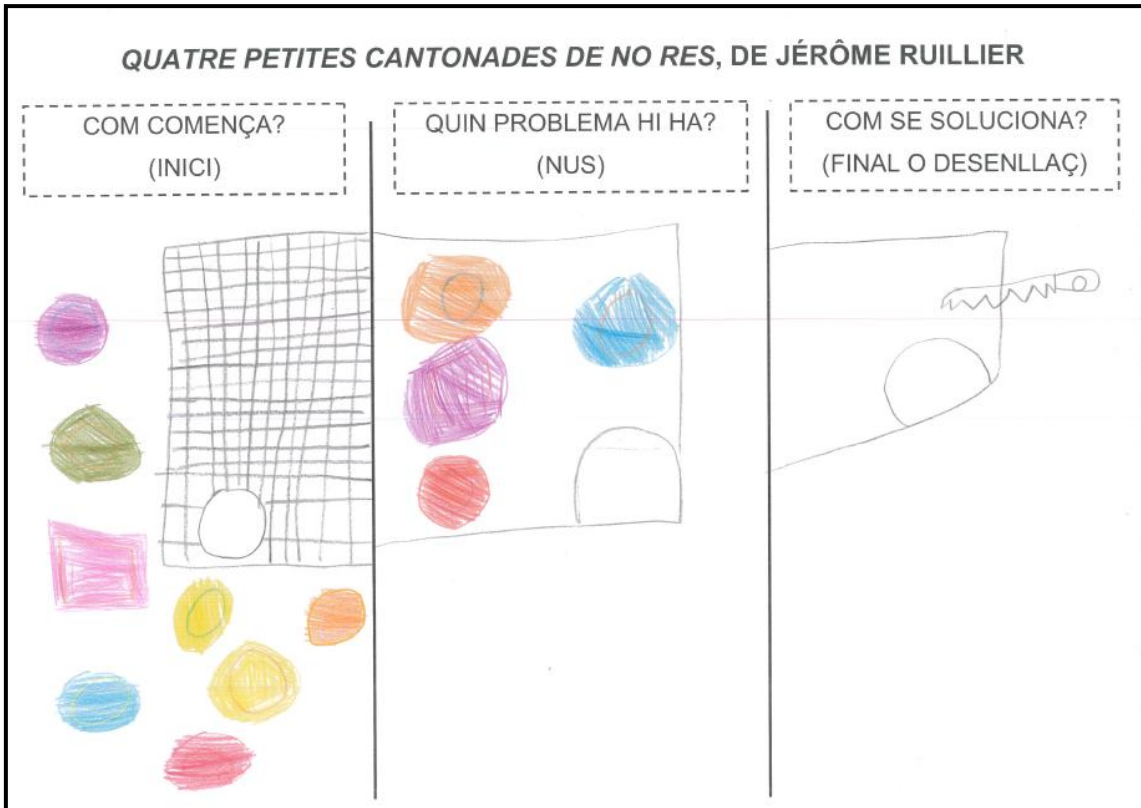 QUATRE PETITES CANTONADES DE NO RES, DE JÉRÔME RUILLIER
COM COMENÇA?
(INICI)
QUIN PROBLEMA HI HA?
(NUS)
COM SE SOLUCIONA?
(FINAL O DESENLLAÇ)